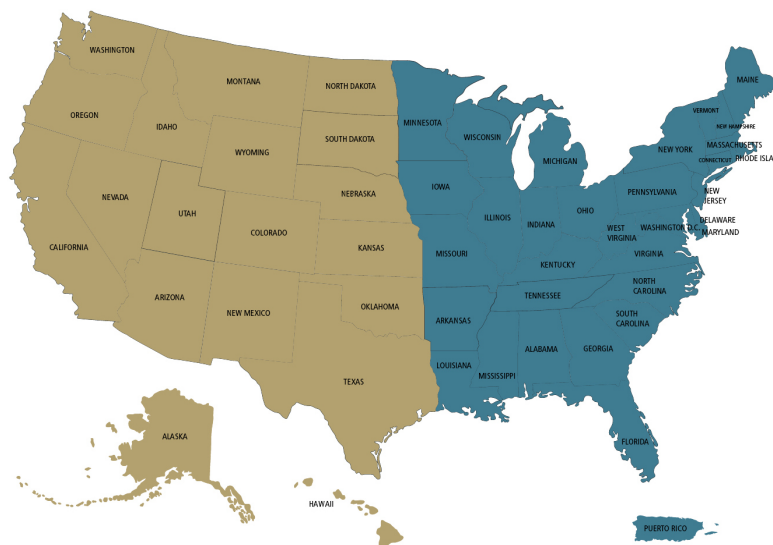 WASHINGTON
MAINE
MONTANA
NORTH DAKOTA
VERMONT
OREGON
MINNESOTA
NEW HAMPSHIRE
IDAHO
SOUTH DAKOTA
WISCONSIN
MASSACHUSETTS
WYOMING
NEW YORK
MICHIGAN
CONNECTICUT
RHODE ISLA
IOWA
NEBRASKA
PENNSYLVANIA
NEW
JERSEY
NEVADA
UTAH
ILLINOIS
INDIANA
OHIO
DELAWARE
WEST
VIRGINIA
WASHINGTON D.C.
MARYLAND
COLORADO
CALIFORNIA
KANSAS
MISSOURI
VIRGINIA
KENTUCKY
NORTH
CAROLINA
ARIZONA
NEW MEXICO
OKLAHOMA
TENNESSEE
ARKANSAS
SOUTH
CAROLINA
ALABAMA
GEORGIA
LOUISIANA
MISSISSIPPI
TEXAS
ALASKA
FLORIDA
HAWAII
PUERTO RICO